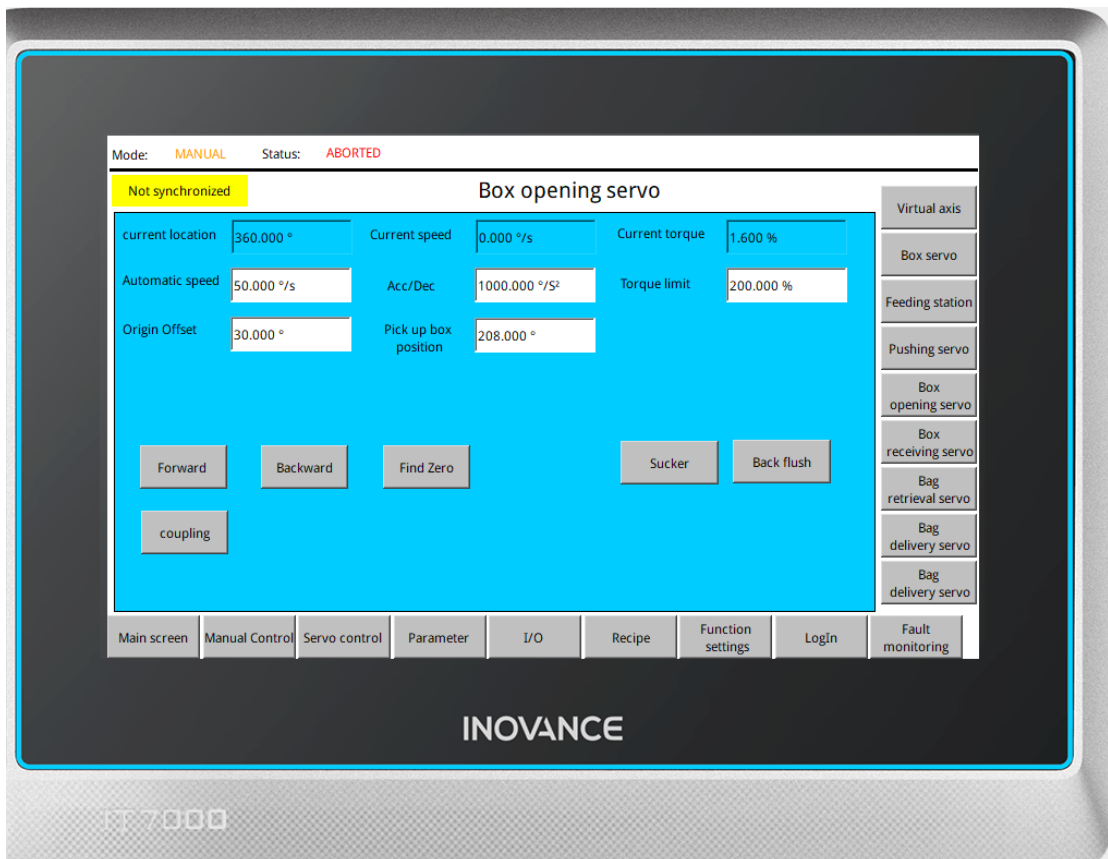 Mode: MANUAL Status: ABORTED
Not synchronized
Box opening servo
current location 360.000 ° Current speed 0.000 °/s Current torque 1.600 %
Automatic speed 50.000 °/s Acc/Dec 1000.000 °/S² Torque limit 200.000 %
Origin Offset 30.000 ° Pick up box
position 208.000 °
Forward Backward Find Zero Sucker Back flush
coupling
Virtual axis
Box servo
Feeding station
Pushing servo
Box
opening servo
Box
receiving servo
Bag
retrieval servo
Bag
delivery servo
Bag
delivery servo
Main screen Manual Control Servo control Parameter I/O Recipe Function
settings LogIn Fault
monitoring
INOVANCE
IT7000